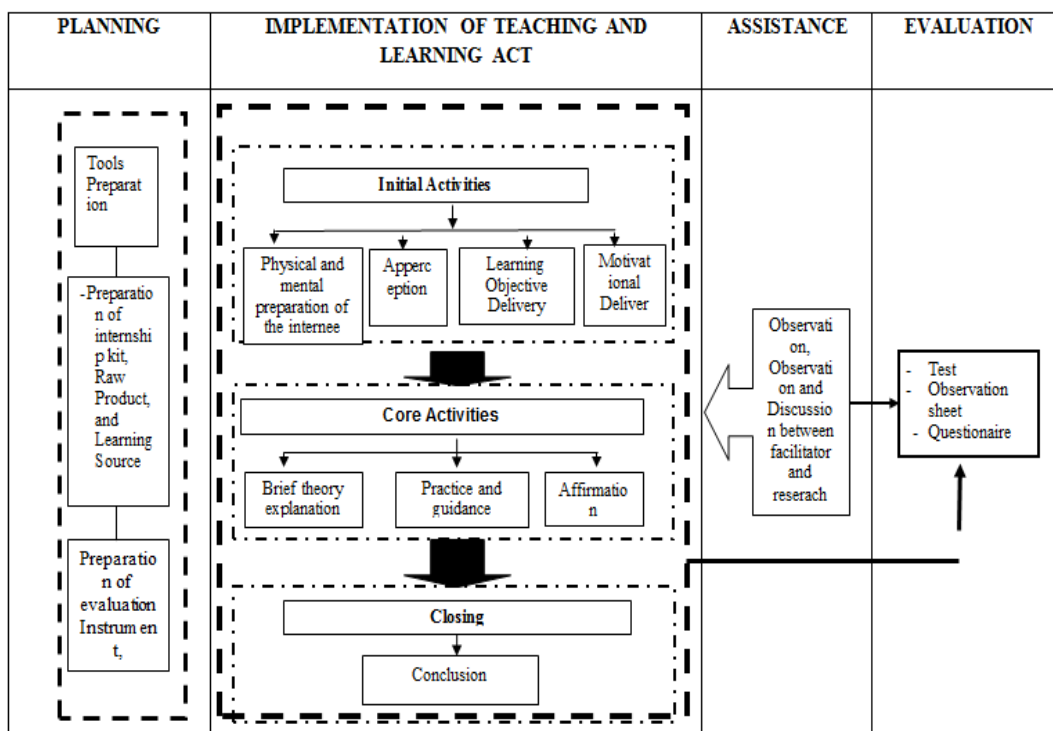 PLANNING
IMPLEMENTATION OF TEACHING AND
LEARNING ACT
ASSISTANCE
EVALUATION
Tools
Preparat
ion
-Preparatio
n of
internshi
p kit,
Raw
Product,
and
Learning
Source
Preparatio
n of
evaluation
Instrum en
t,
Initial Activities
Physical and
mental
preparation of
the internee
Apperc
eption
Learning
Objective
Delivery
Motivat
ional
Deliver
Core Activities
Brief theory
explanation
Practice and
guidance
Affirmatio
n
Closing
Conclusion
Observati
on,
Observati
on and
Discussio
n between
facilitator
and
reserach
- Test
- Observation
sheet
- Questionaire